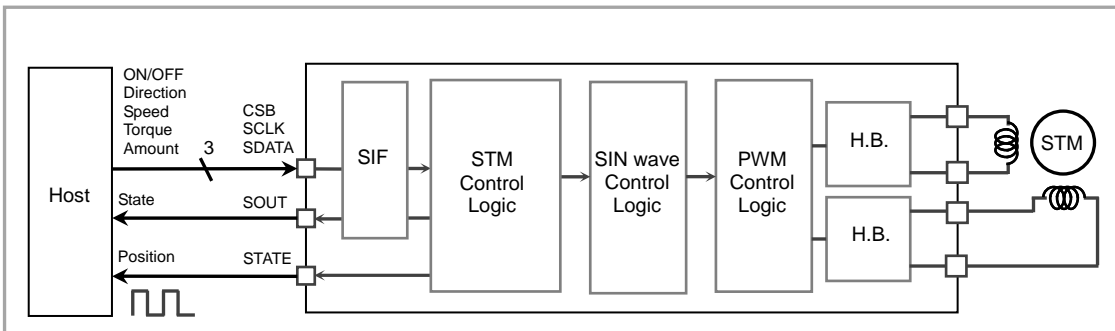 Host
ON/OFF
Direction
Speed
Torque
Amount
3
CSB
SCLK
SDATA
State
SOUT
Position
STATE
SIF
STM
Control
Logic
SIN wave
Control
Logic
PWM
Control
Logic
H.B.
H.B.
STM